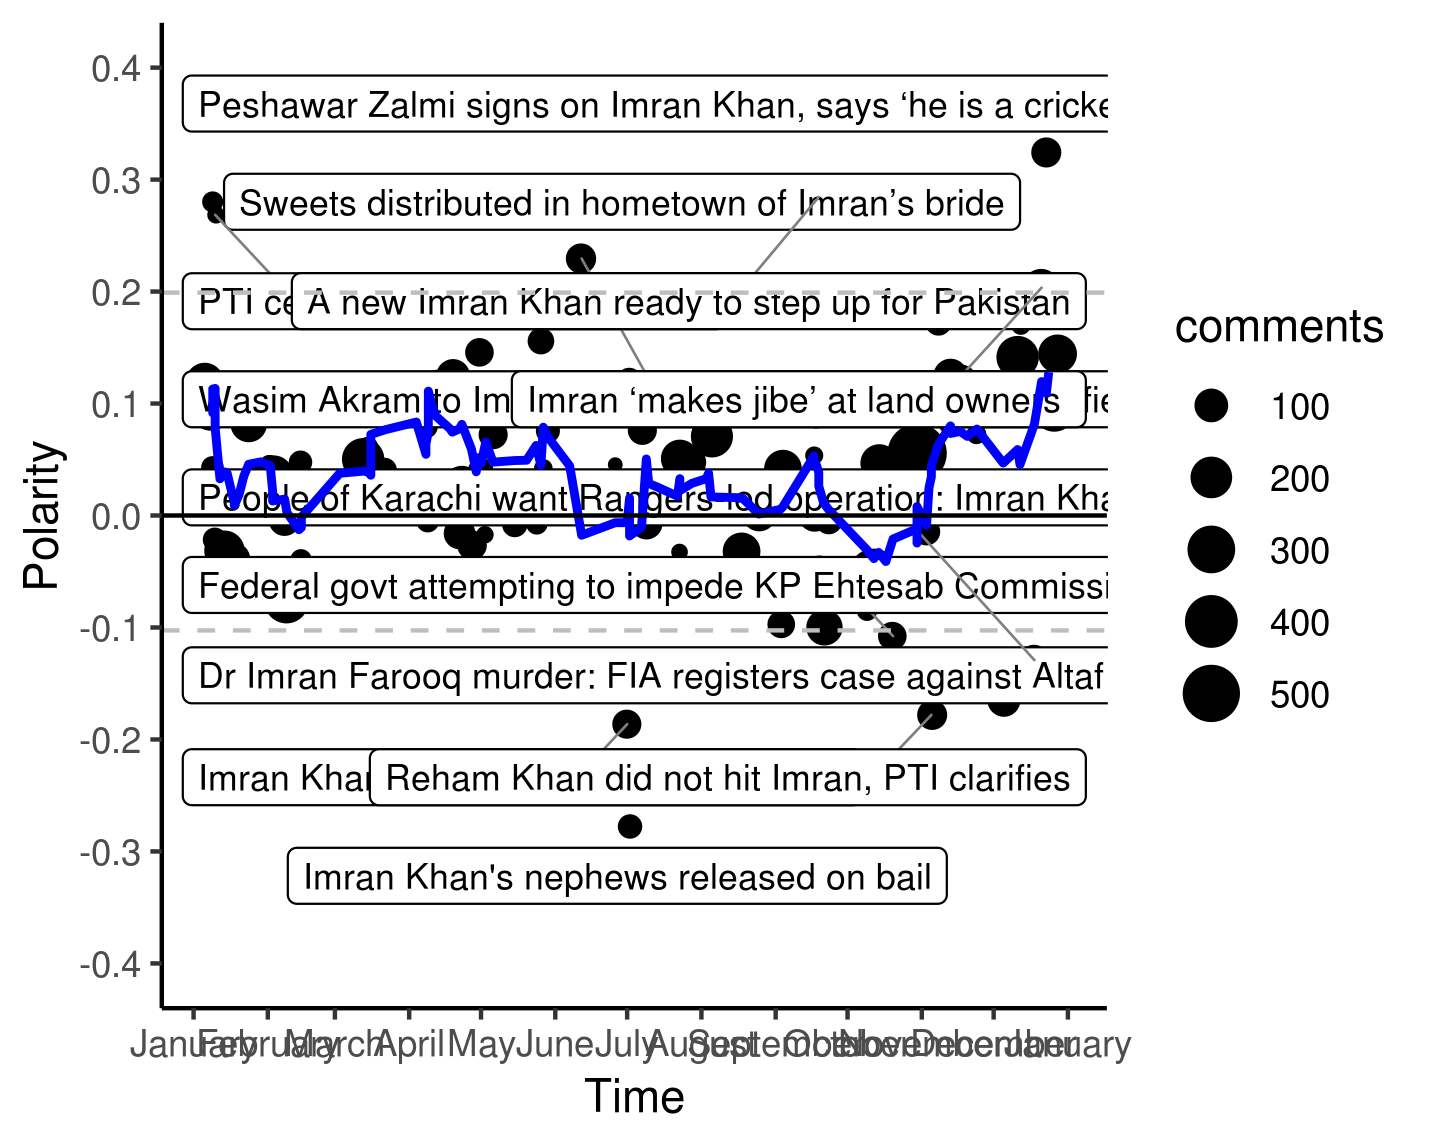 0.4
Peshawar Zalmi signs on Imran Khan, says ‘he is a cricke
0.3
Sweets distributed in hometown of Imran’s bride
0.2
PTI ce
A new Imran Khan ready to step up for Pakistan
comments
100
0.1
Wasim Akram to Im
Imran ‘makes jibe’ at land owners
fie
200
Polarity
People of Karachi want Rangers-led operation: Imran Kha
0.0
300
Federal govt attempting to impede KP Ehtesab Commissi
-0.1
400
Dr Imran Farooq murder: FIA registers case against Altaf
500
-0.2
Imran Khan
Reham Khan did not hit Imran, PTI clarifies
-0.3
Imran Khan's nephews released on bail
-0.4
January February March April May June July August September October November December January
Time